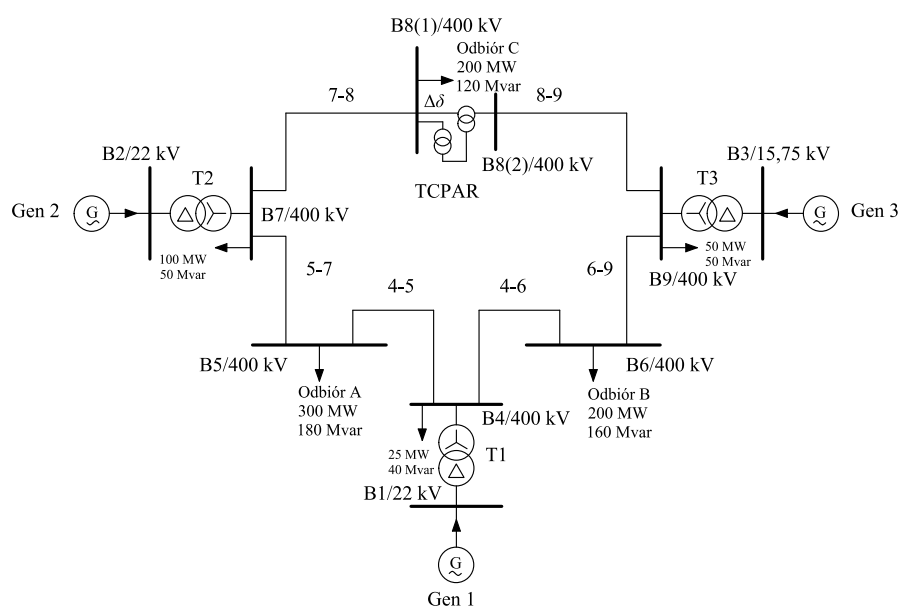 B8(1)/400 kV
Odbiór C
200 MW
120 Mvar
Δδ
7-8
8-9
B8(2)/400 kV
TCPAR
B2/22 kV
T2
Gen 2
G
B7/400 kV
100 MW
50 Mvar
B3/15,75 kV
T3
G
Gen 3
50 MW
50 Mvar
B9/400 kV
5-7
4-5
4-6
6-9
B5/400 kV
Odbiór A
300 MW
180 Mvar
B6/400 kV
Odbiór B
200 MW
160 Mvar
B4/400 kV
25 MW
40 Mvar
T1
B1/22 kV
G
Gen 1